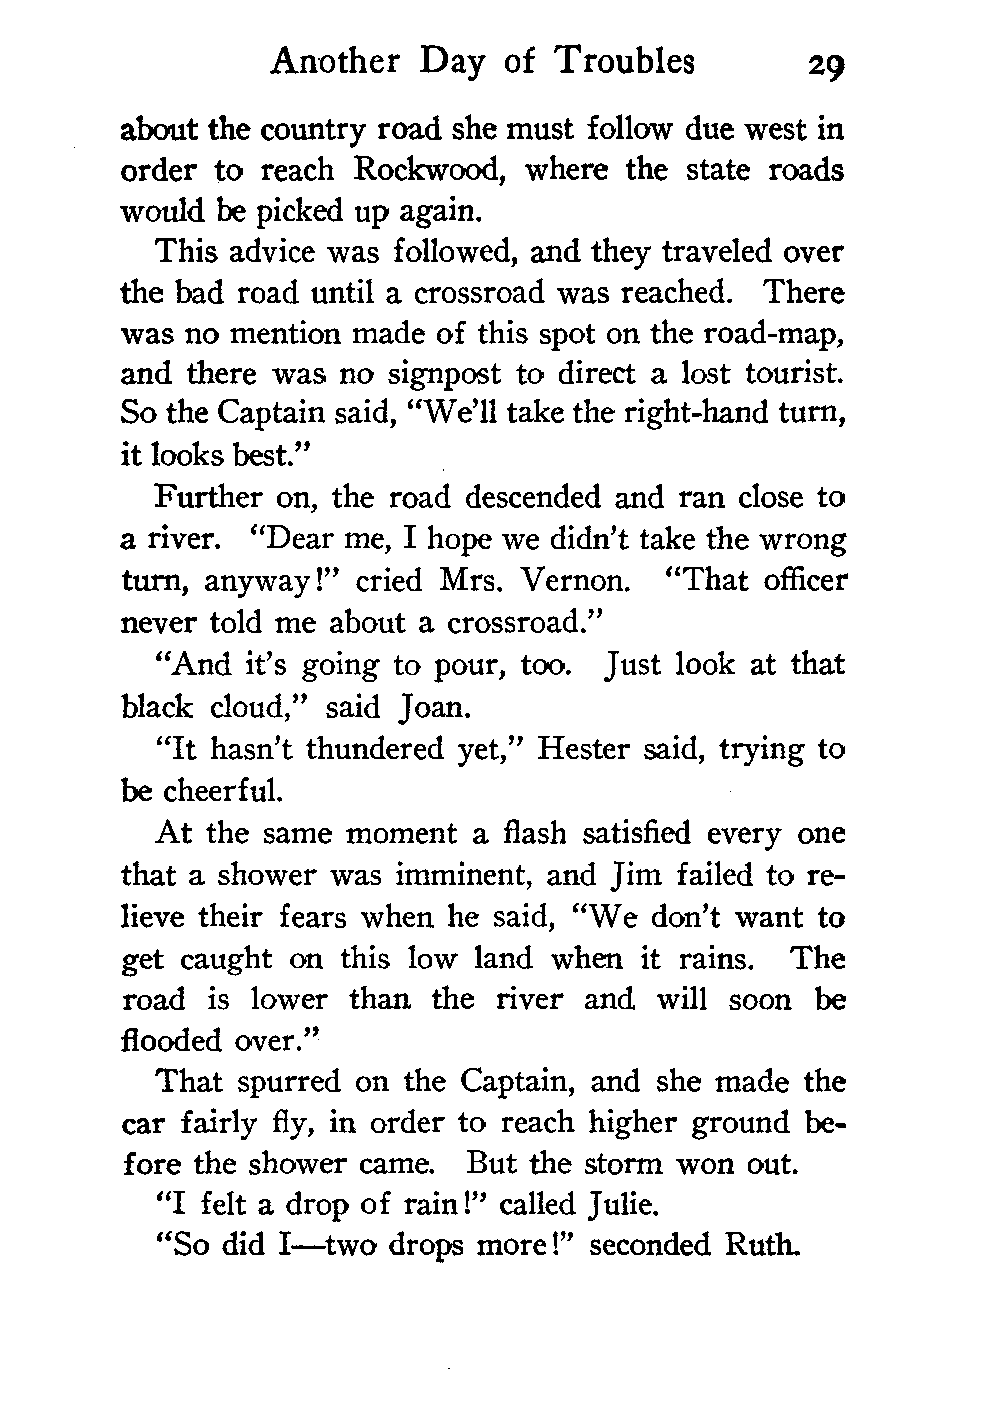 Another Day of Troubles 29
about the country road she must follow due west in
order to reach Rockwood, where the state roads
would be picked up again.
This advice was followed, and they traveled over
the bad road until a crossroad was reached. There
was no mention made of this spot on the road-map,
and there was no signpost to direct a lost tourist.
So the Captain said, “We’ll take the right-hand turn,
it looks best.”
Further on, the road descended and ran close to
a river. “Dear me, I hope we didn’t take the wrong
turn, anyway!” cried Mrs. Vernon. “That officer
never told me about a crossroad.”
“And it’s going to pour, too. Just look at that
black cloud,” said Joan.
“It hasn’t thundered yet,” Hester said, trying to
be cheerful.
At the same moment a flash satisfied every one
that a shower was imminent, and Jim failed to re-
lieve their fears when he said, “We don’t want to
get caught on this low land when it rains. The
road is lower than the river and will soon be
flooded over.”
That spurred on the Captain, and she made the
car fairly fly, in order to reach higher ground be-
fore the shower came. But the storm won out.
“I felt a drop of rain!” called Julie.
“So did I—two drops more!” seconded Ruth.